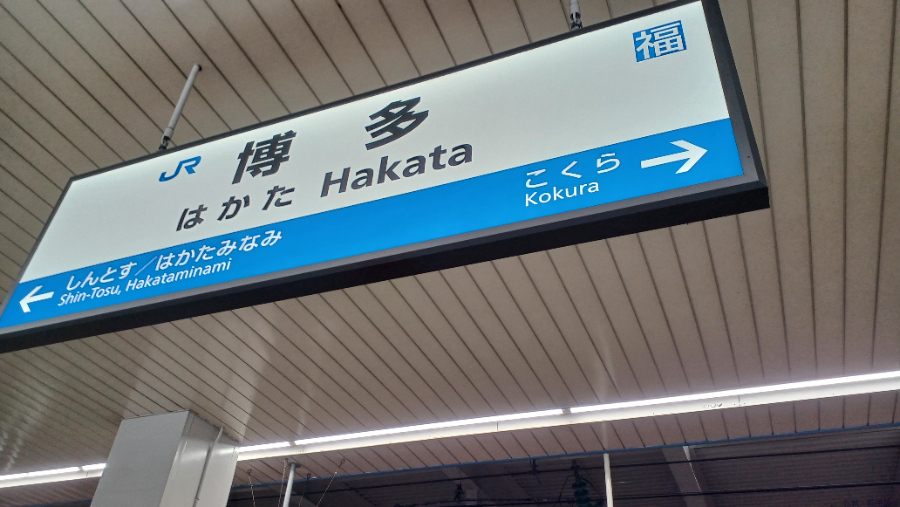 福
JR 博多
はかた Hakata
しんとす／はかたみなみ
Shin-Tosu, Hakataminami
こくら
Kokura